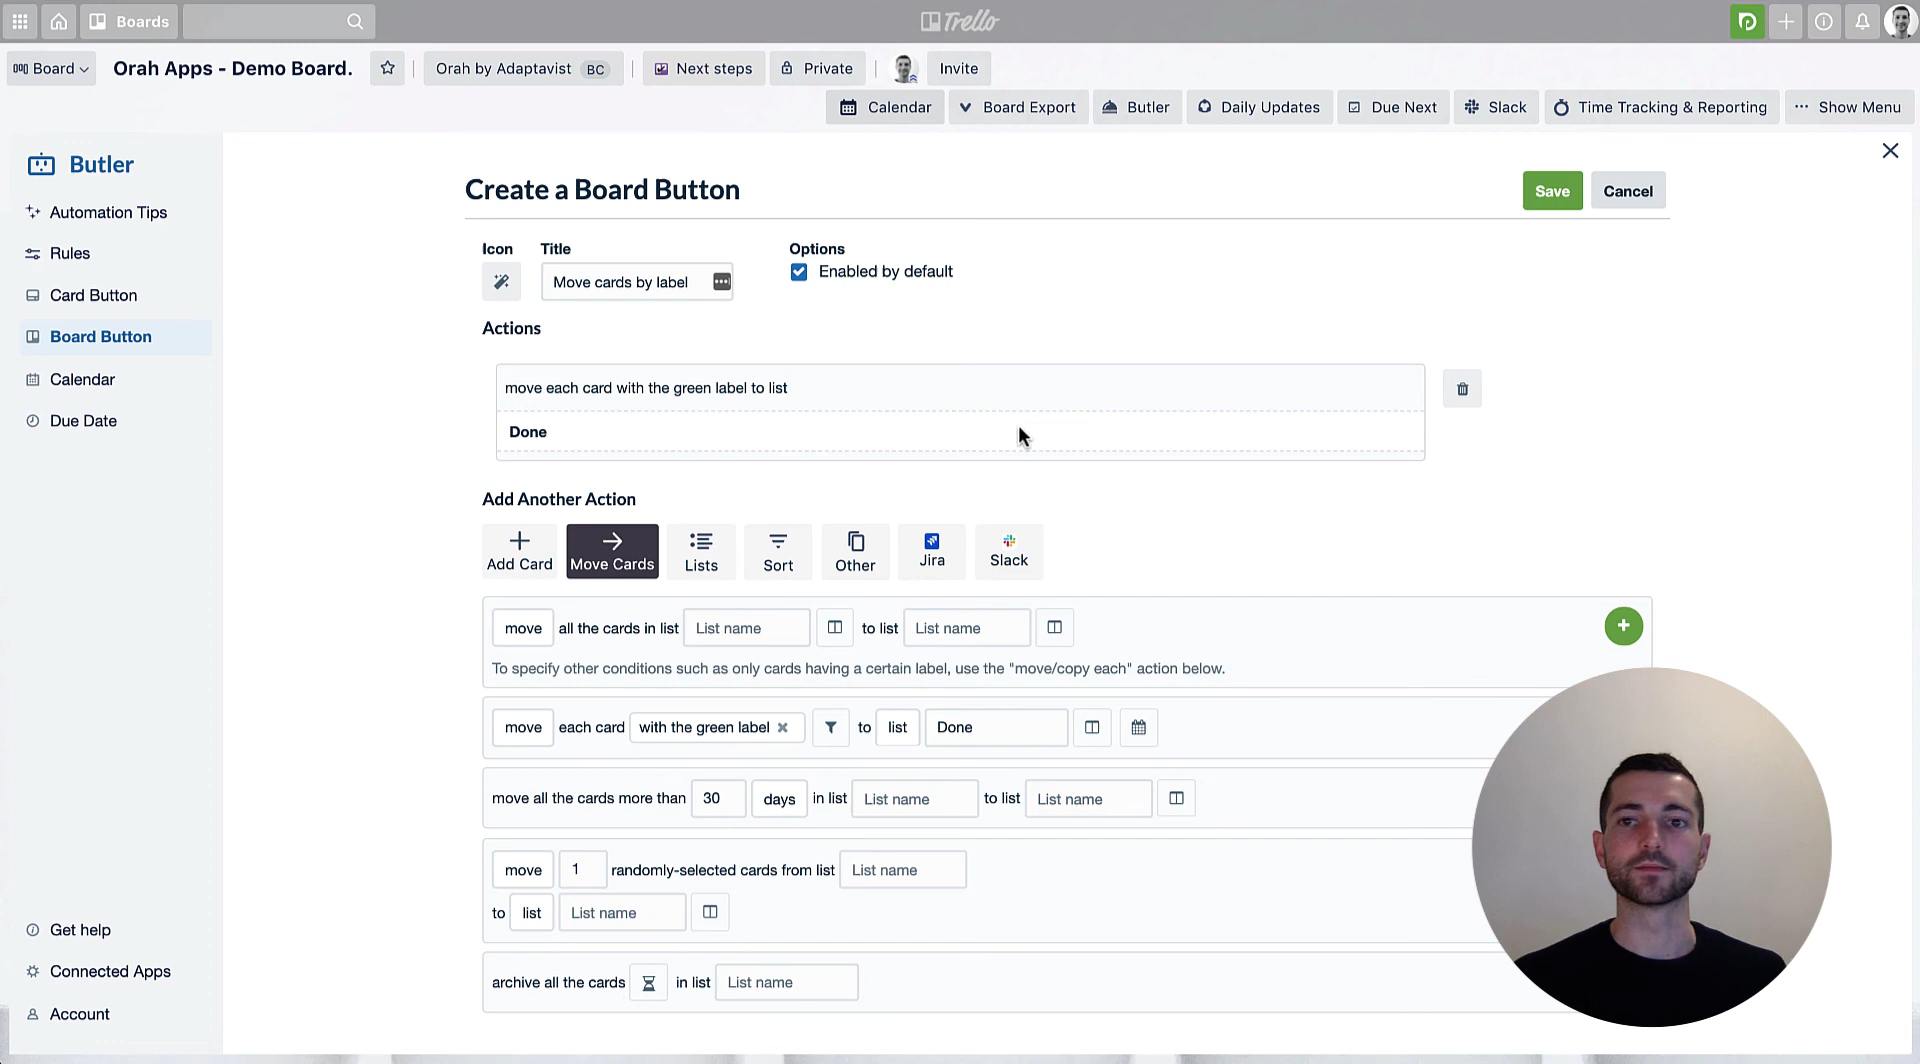 Boards
Trello
Board
Orah Apps - Demo Board.
Orah by Adaptavist BC
Next steps
Private
Invite
Calendar
Board Export
Butler
Daily Updates
Due Next
Slack
Time Tracking & Reporting
Show Menu
Butler
Automation Tips
Rules
Card Button
Board Button
Calendar
Due Date
Get help
Connected Apps
Account
Create a Board Button
Save
Cancel
Icon
Title
Options
Move cards by label
Enabled by default
Actions
move each card with the green label to list
Done
Add Another Action
Add Card
Move Cards
Lists
Sort
Other
Jira
Slack
move all the cards in list List name to list List name
To specify other conditions such as only cards having a certain label, use the "move/copy each" action below.
move each card with the green label to list Done
move all the cards more than 30 days in list List name to list List name
move 1 randomly-selected cards from list List name
to list List name
archive all the cards in list List name